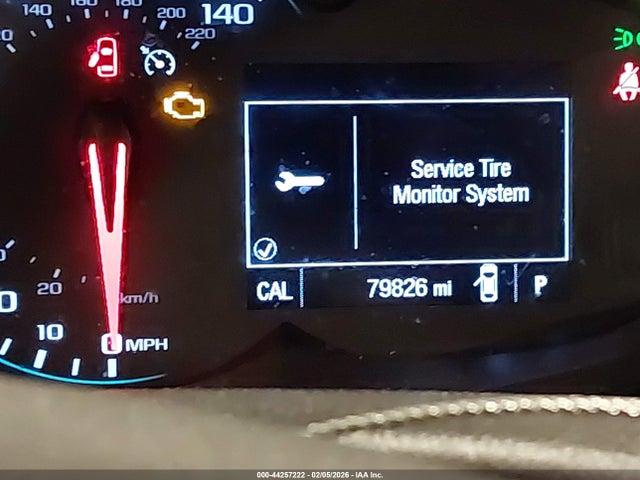 140 160 180 200 140
220
Service Tire
Monitor System
CAL 79826 mi P
20 km/h
10 0 MPH
000-44257222 - 02/05/2026 - IAA Inc.